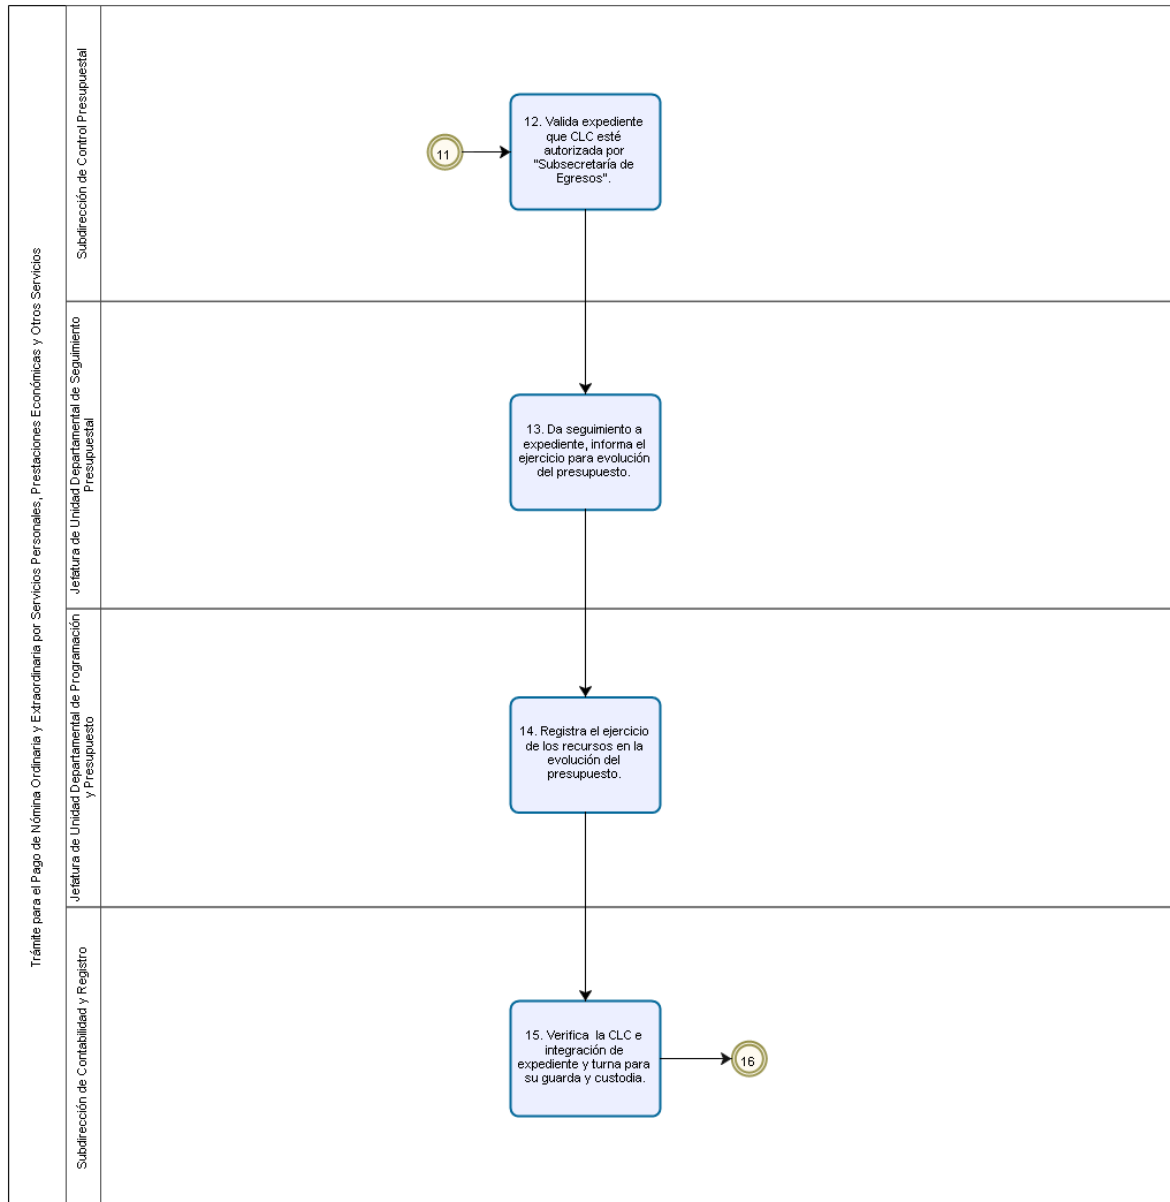 Trámite para el Pago de Nómina Ordinaria y Extraordinaria por Servicios Personales, Prestaciones Económicas y Otros Servicios
Subdirección de Control Presupuestal
11
12. Valida expediente
que CLC esté
autorizada por
"Subsecretaría de
Egresos".
Jefatura de Unidad Departamental de Seguimiento
Presupuestal
13. Da seguimiento a
expediente, informa el
ejercicio para evolución
del presupuesto.
Jefatura de Unidad Departamental de Programación
y Presupuesto
14. Registra el ejercicio
de los recursos en la
evolución del
presupuesto.
Subdirección de Contabilidad y Registro
15. Verifica  la CLC e
integración de
expediente y turna para
su guarda y custodia.
16